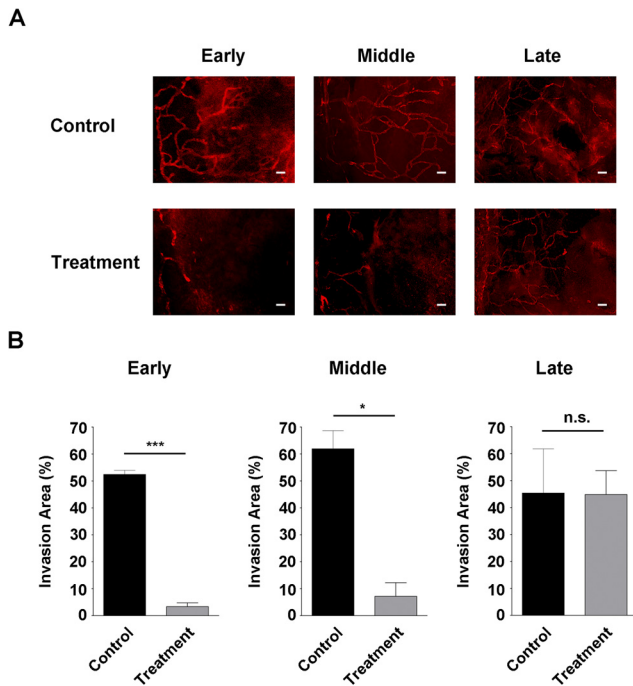 A
Early Middle Late
Control
Treatment
B
Early Middle Late
*** * n.s.
Invasion Area (%) Invasion Area (%) Invasion Area (%)
70 70 70
60 60 60
50 50 50
40 40 40
30 30 30
20 20 20
10 10 10
0 0 0
Control Treatment Control Treatment Control Treatment